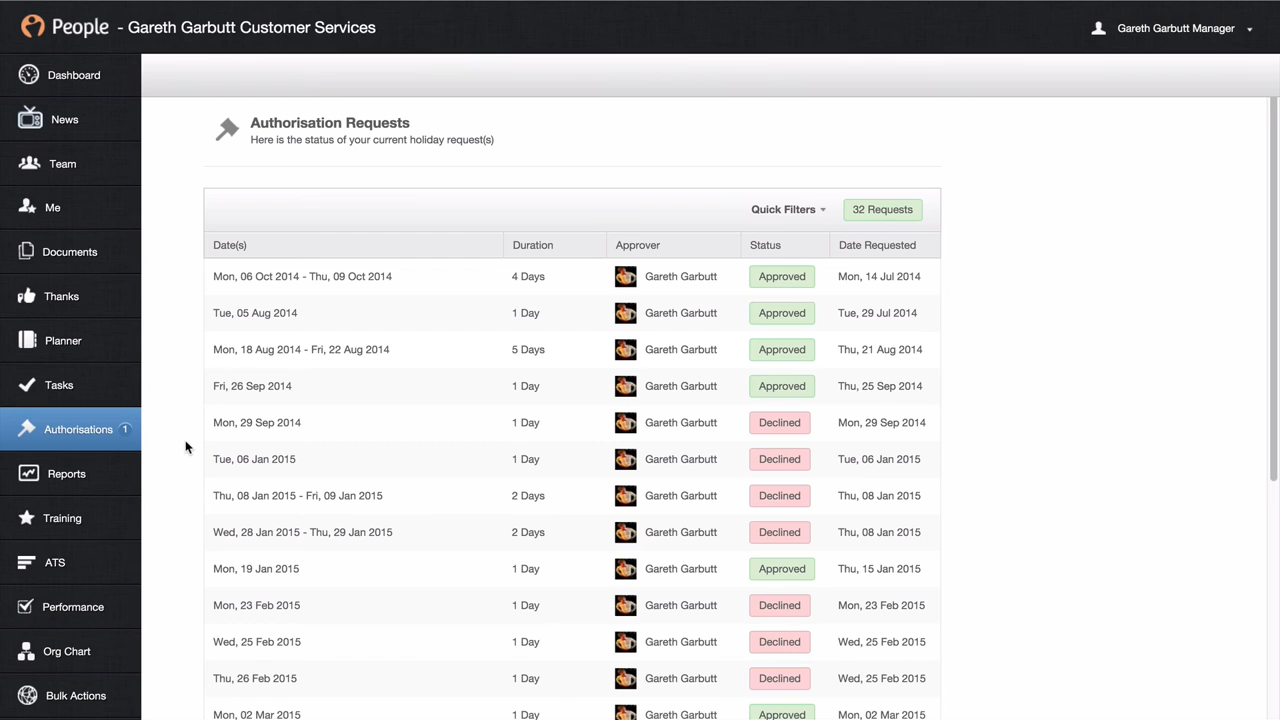 People - Gareth Garbutt Customer Services
Gareth Garbutt Manager
Dashboard
News
Team
Me
Documents
Thanks
Planner
Tasks
Authorisations 1
Reports
Training
ATS
Performance
Org Chart
Bulk Actions
Authorisation Requests
Here is the status of your current holiday request(s)
Quick Filters 32 Requests
Date(s) Duration Approver Status Date Requested
Mon, 06 Oct 2014 - Thu, 09 Oct 2014 4 Days Gareth Garbutt Approved Mon, 14 Jul 2014
Tue, 05 Aug 2014 1 Day Gareth Garbutt Approved Tue, 29 Jul 2014
Mon, 18 Aug 2014 - Fri, 22 Aug 2014 5 Days Gareth Garbutt Approved Thu, 21 Aug 2014
Fri, 26 Sep 2014 1 Day Gareth Garbutt Approved Thu, 25 Sep 2014
Mon, 29 Sep 2014 1 Day Gareth Garbutt Declined Mon, 29 Sep 2014
Tue, 06 Jan 2015 1 Day Gareth Garbutt Declined Tue, 06 Jan 2015
Thu, 08 Jan 2015 - Fri, 09 Jan 2015 2 Days Gareth Garbutt Declined Thu, 08 Jan 2015
Wed, 28 Jan 2015 - Thu, 29 Jan 2015 2 Days Gareth Garbutt Declined Thu, 08 Jan 2015
Mon, 19 Jan 2015 1 Day Gareth Garbutt Approved Thu, 15 Jan 2015
Mon, 23 Feb 2015 1 Day Gareth Garbutt Declined Mon, 23 Feb 2015
Wed, 25 Feb 2015 1 Day Gareth Garbutt Declined Wed, 25 Feb 2015
Thu, 26 Feb 2015 1 Day Gareth Garbutt Declined Wed, 25 Feb 2015
Mon, 02 Mar 2015 1 Day Gareth Garbutt Approved Mon, 02 Mar 2015